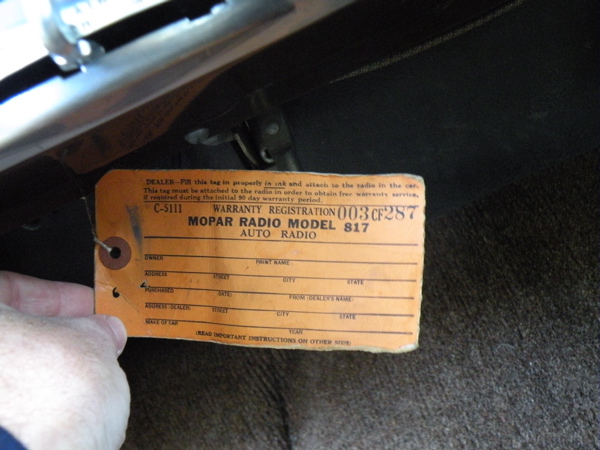 DEALER—Fill this tag in properly in ink and attach to the radio in the car.
This tag must be attached to the radio in order to obtain free warranty service,
if required during the initial 90 day warranty period.
C-5111 WARRANTY REGISTRATION 003CF287
MOPAR RADIO MODEL 817
AUTO RADIO
OWNER PRINT NAME
ADDRESS STREET CITY STATE
PURCHASED (DATE) FROM (DEALER'S NAME)
ADDRESS (DEALER) STREET CITY STATE
MAKE OF CAR YEAR
(READ IMPORTANT INSTRUCTIONS ON OTHER SIDE)